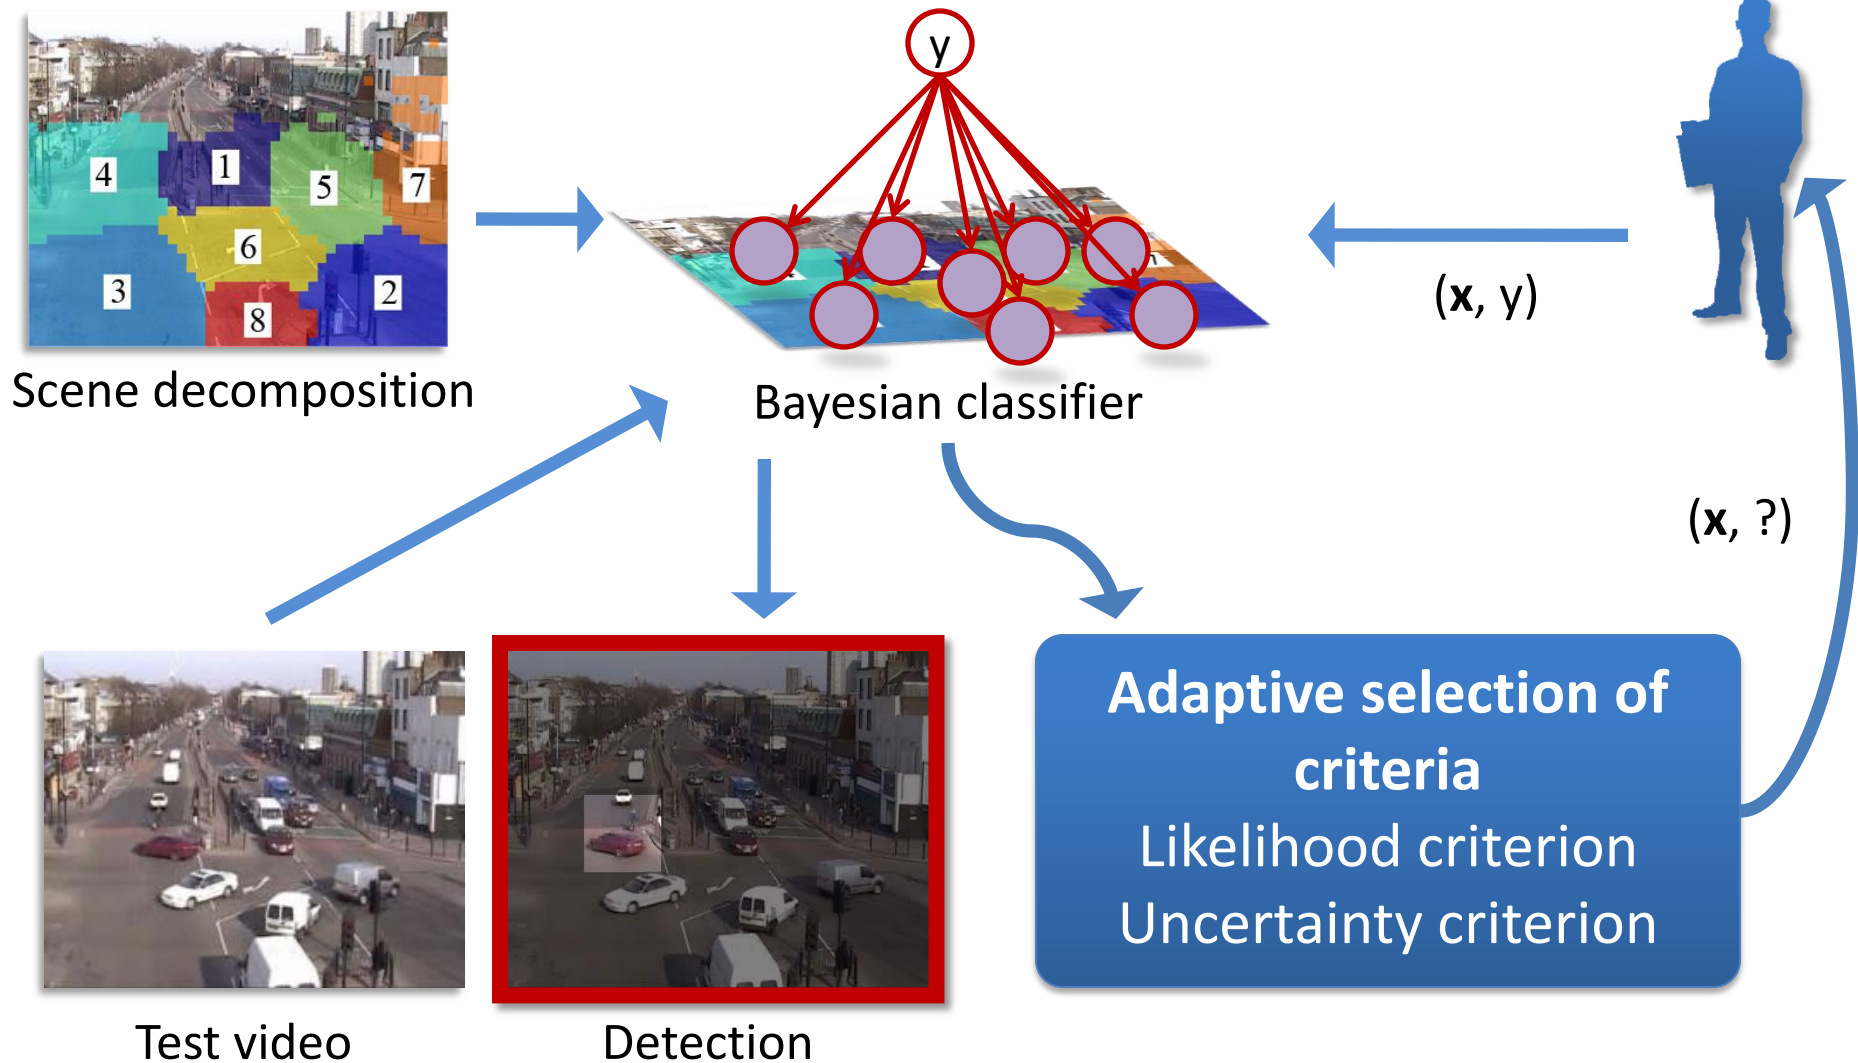 y
4
1
5
7
6
3
2
8
(x, y)
Scene decomposition
Bayesian classifier
(x, ?)
Adaptive selection of
criteria
Likelihood criterion
Uncertainty criterion
Test video
Detection